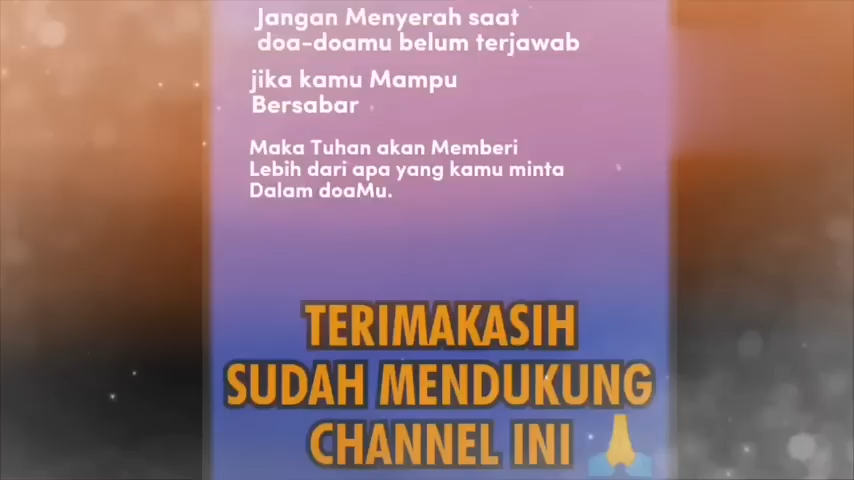 Jangan Menyerah saat
doa-doamu belum terjawab
jika kamu Mampu
Bersabar
Maka Tuhan akan Memberi
Lebih dari apa yang kamu minta
Dalam doaMu.
TERIMAKASIH
SUDAH MENDUKUNG
CHANNEL INI 🙏